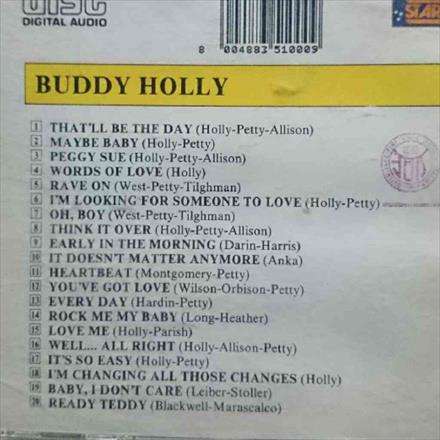 DIGITAL AUDIO
8 004883 510009
BUDDY HOLLY
1 THAT'LL BE THE DAY (Holly-Petty-Allison)
2 MAYBE BABY (Holly-Petty)
3 PEGGY SUE (Holly-Petty-Allison)
4 WORDS OF LOVE (Holly)
5 RAVE ON (West-Petty-Tilghman)
6 I'M LOOKING FOR SOMEONE TO LOVE (Holly-Petty)
7 OH, BOY (West-Petty-Tilghman)
8 THINK IT OVER (Holly-Petty-Allison)
9 EARLY IN THE MORNING (Darin-Harris)
10 IT DOESN'T MATTER ANYMORE (Anka)
11 HEARTBEAT (Montgomery-Petty)
12 YOU'VE GOT LOVE (Wilson-Orbison-Petty)
13 EVERY DAY (Hardin-Petty)
14 ROCK ME MY BABY (Long-Heather)
15 LOVE ME (Holly-Parish)
16 WELL... ALL RIGHT (Holly-Allison-Petty)
17 IT'S SO EASY (Holly-Petty)
18 I'M CHANGING ALL THOSE CHANGES (Holly)
19 BABY, I DON'T CARE (Leiber-Stoller)
20 READY TEDDY (Blackwell-Marascalco)